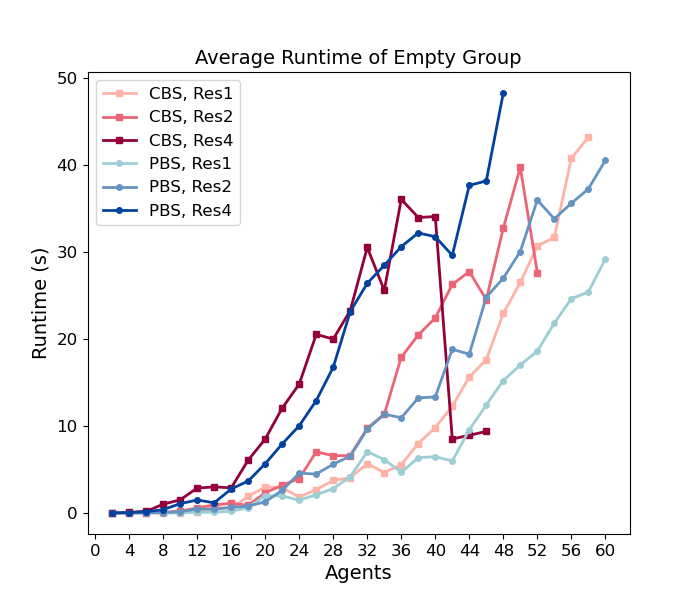 Average Runtime of Empty Group
50
40
30
20
10
0
Runtime (s)
CBS, Res1
CBS, Res2
CBS, Res4
PBS, Res1
PBS, Res2
PBS, Res4
0 4 8 12 16 20 24 28 32 36 40 44 48 52 56 60
Agents